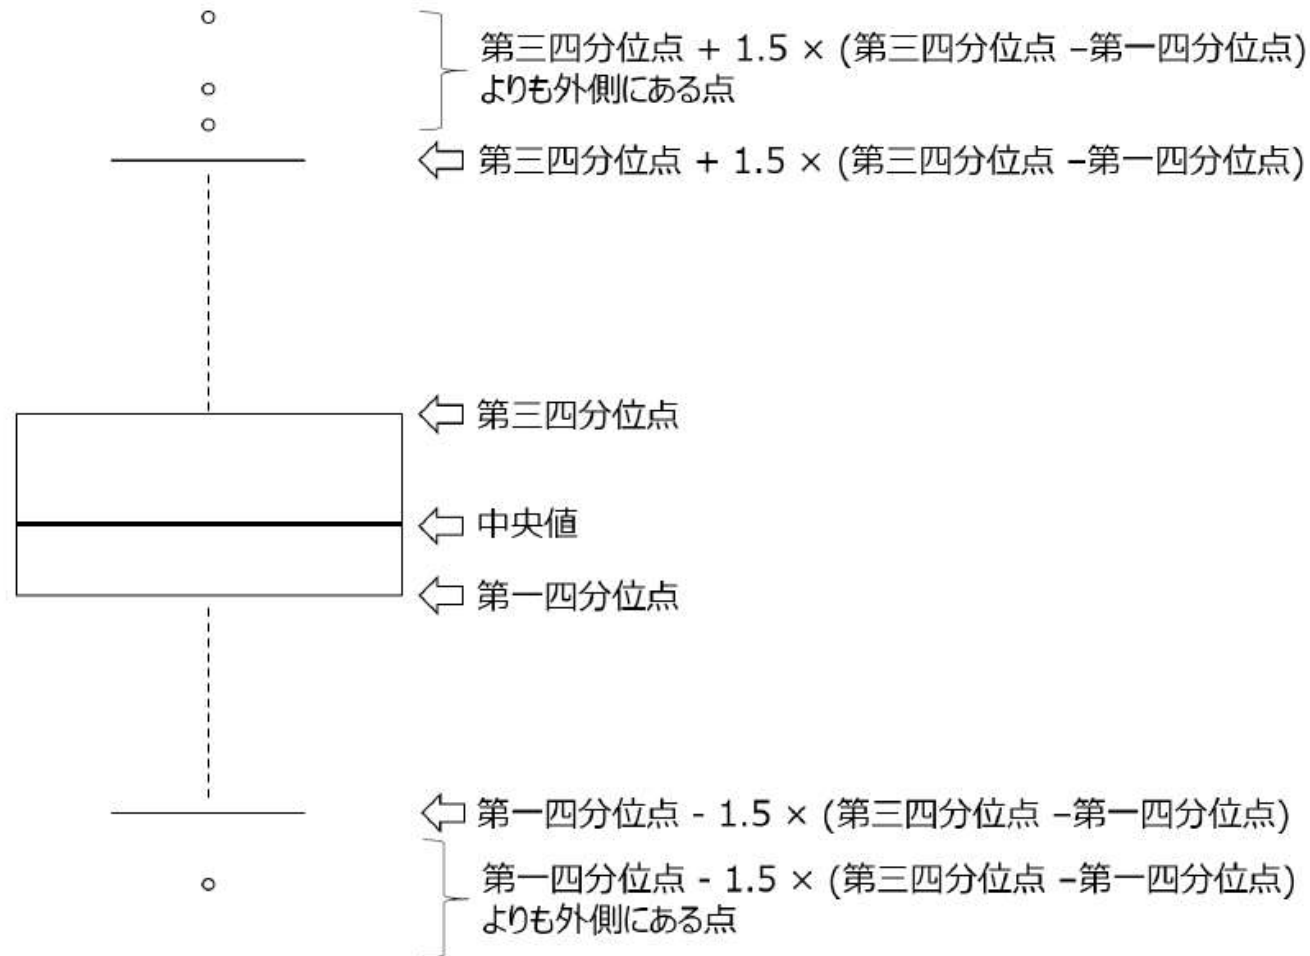 第三四分位点 + 1.5 × (第三四分位点 –第一四分位点)
よりも外側にある点
第三四分位点 + 1.5 × (第三四分位点 –第一四分位点)
第三四分位点
中央値
第一四分位点
第一四分位点 - 1.5 × (第三四分位点 –第一四分位点)
第一四分位点 - 1.5 × (第三四分位点 –第一四分位点)
よりも外側にある点